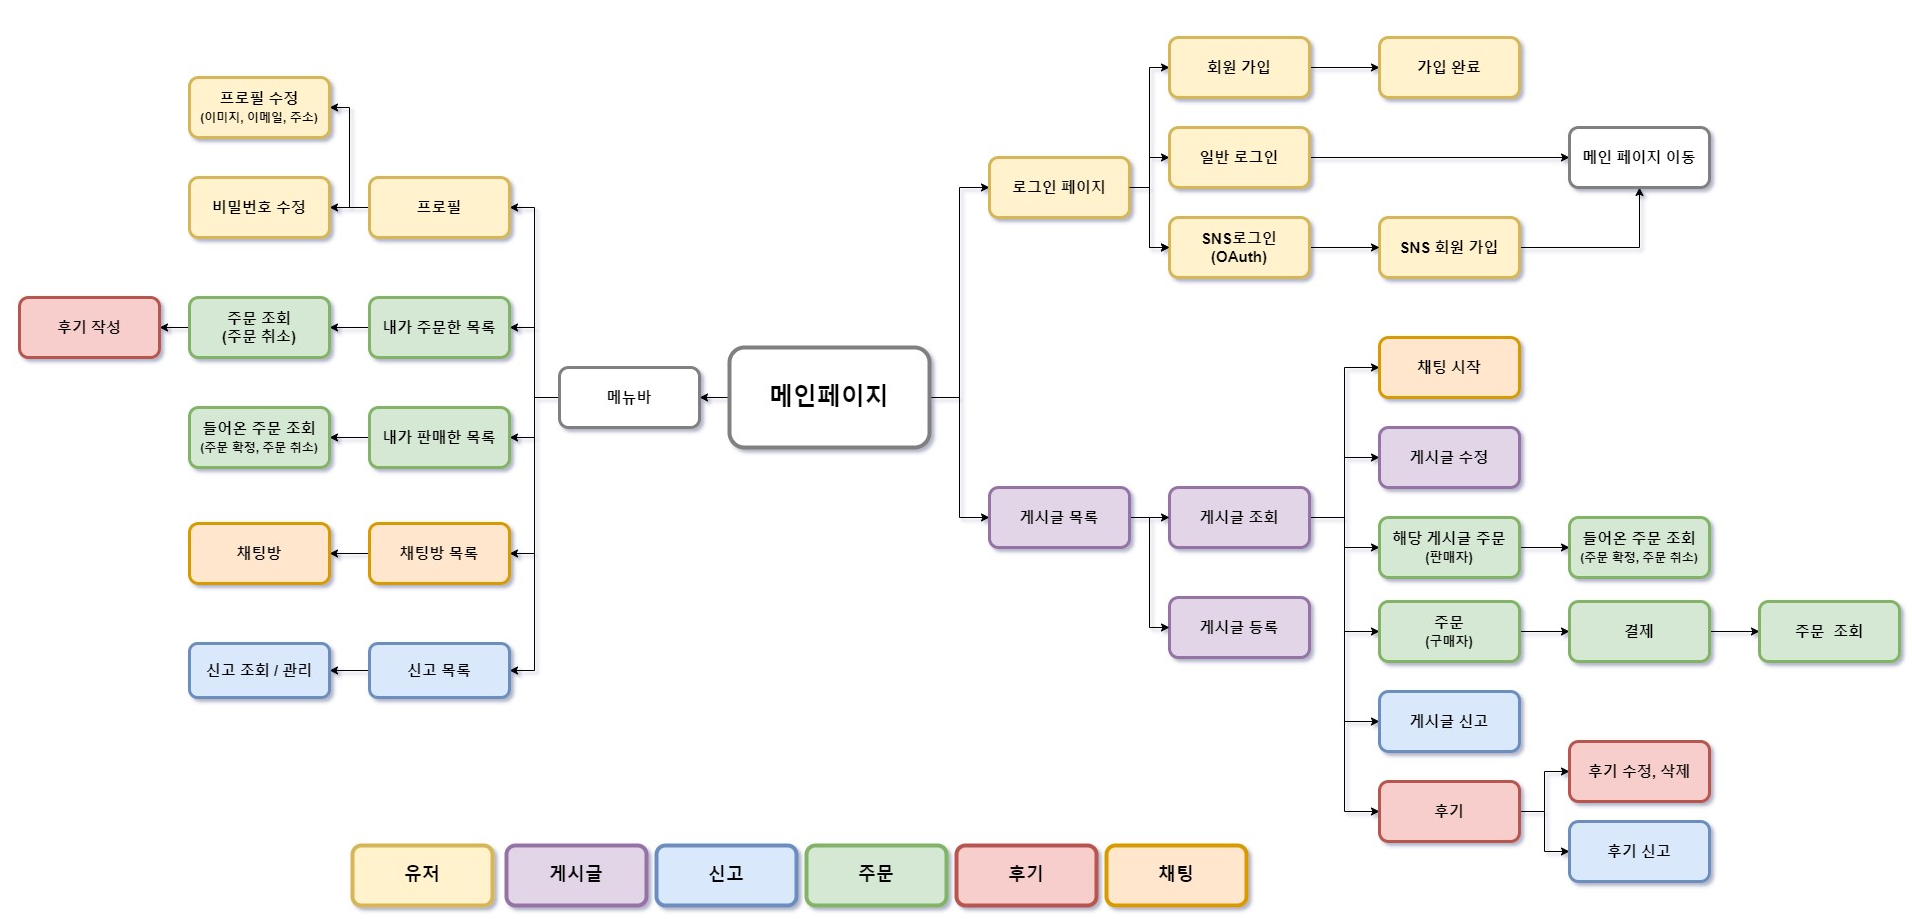 회원 가입
가입 완료
프로필 수정
(이미지, 이메일, 주소)
일반 로그인
메인 페이지 이동
로그인 페이지
비밀번호 수정
프로필
SNS로그인
(OAuth)
SNS 회원 가입
후기 작성
주문 조회
(주문 취소)
내가 주문한 목록
메뉴바
메인페이지
채팅 시작
들어온 주문 조회
(주문 확정, 주문 취소)
내가 판매한 목록
게시글 수정
게시글 목록
게시글 조회
해당 게시글 주문
(판매자)
들어온 주문 조회
(주문 확정, 주문 취소)
채팅방
채팅방 목록
게시글 등록
주문
(구매자)
결제
주문  조회
신고 조회 / 관리
신고 목록
게시글 신고
후기 수정, 삭제
후기
후기 신고
유저
게시글
신고
주문
후기
채팅